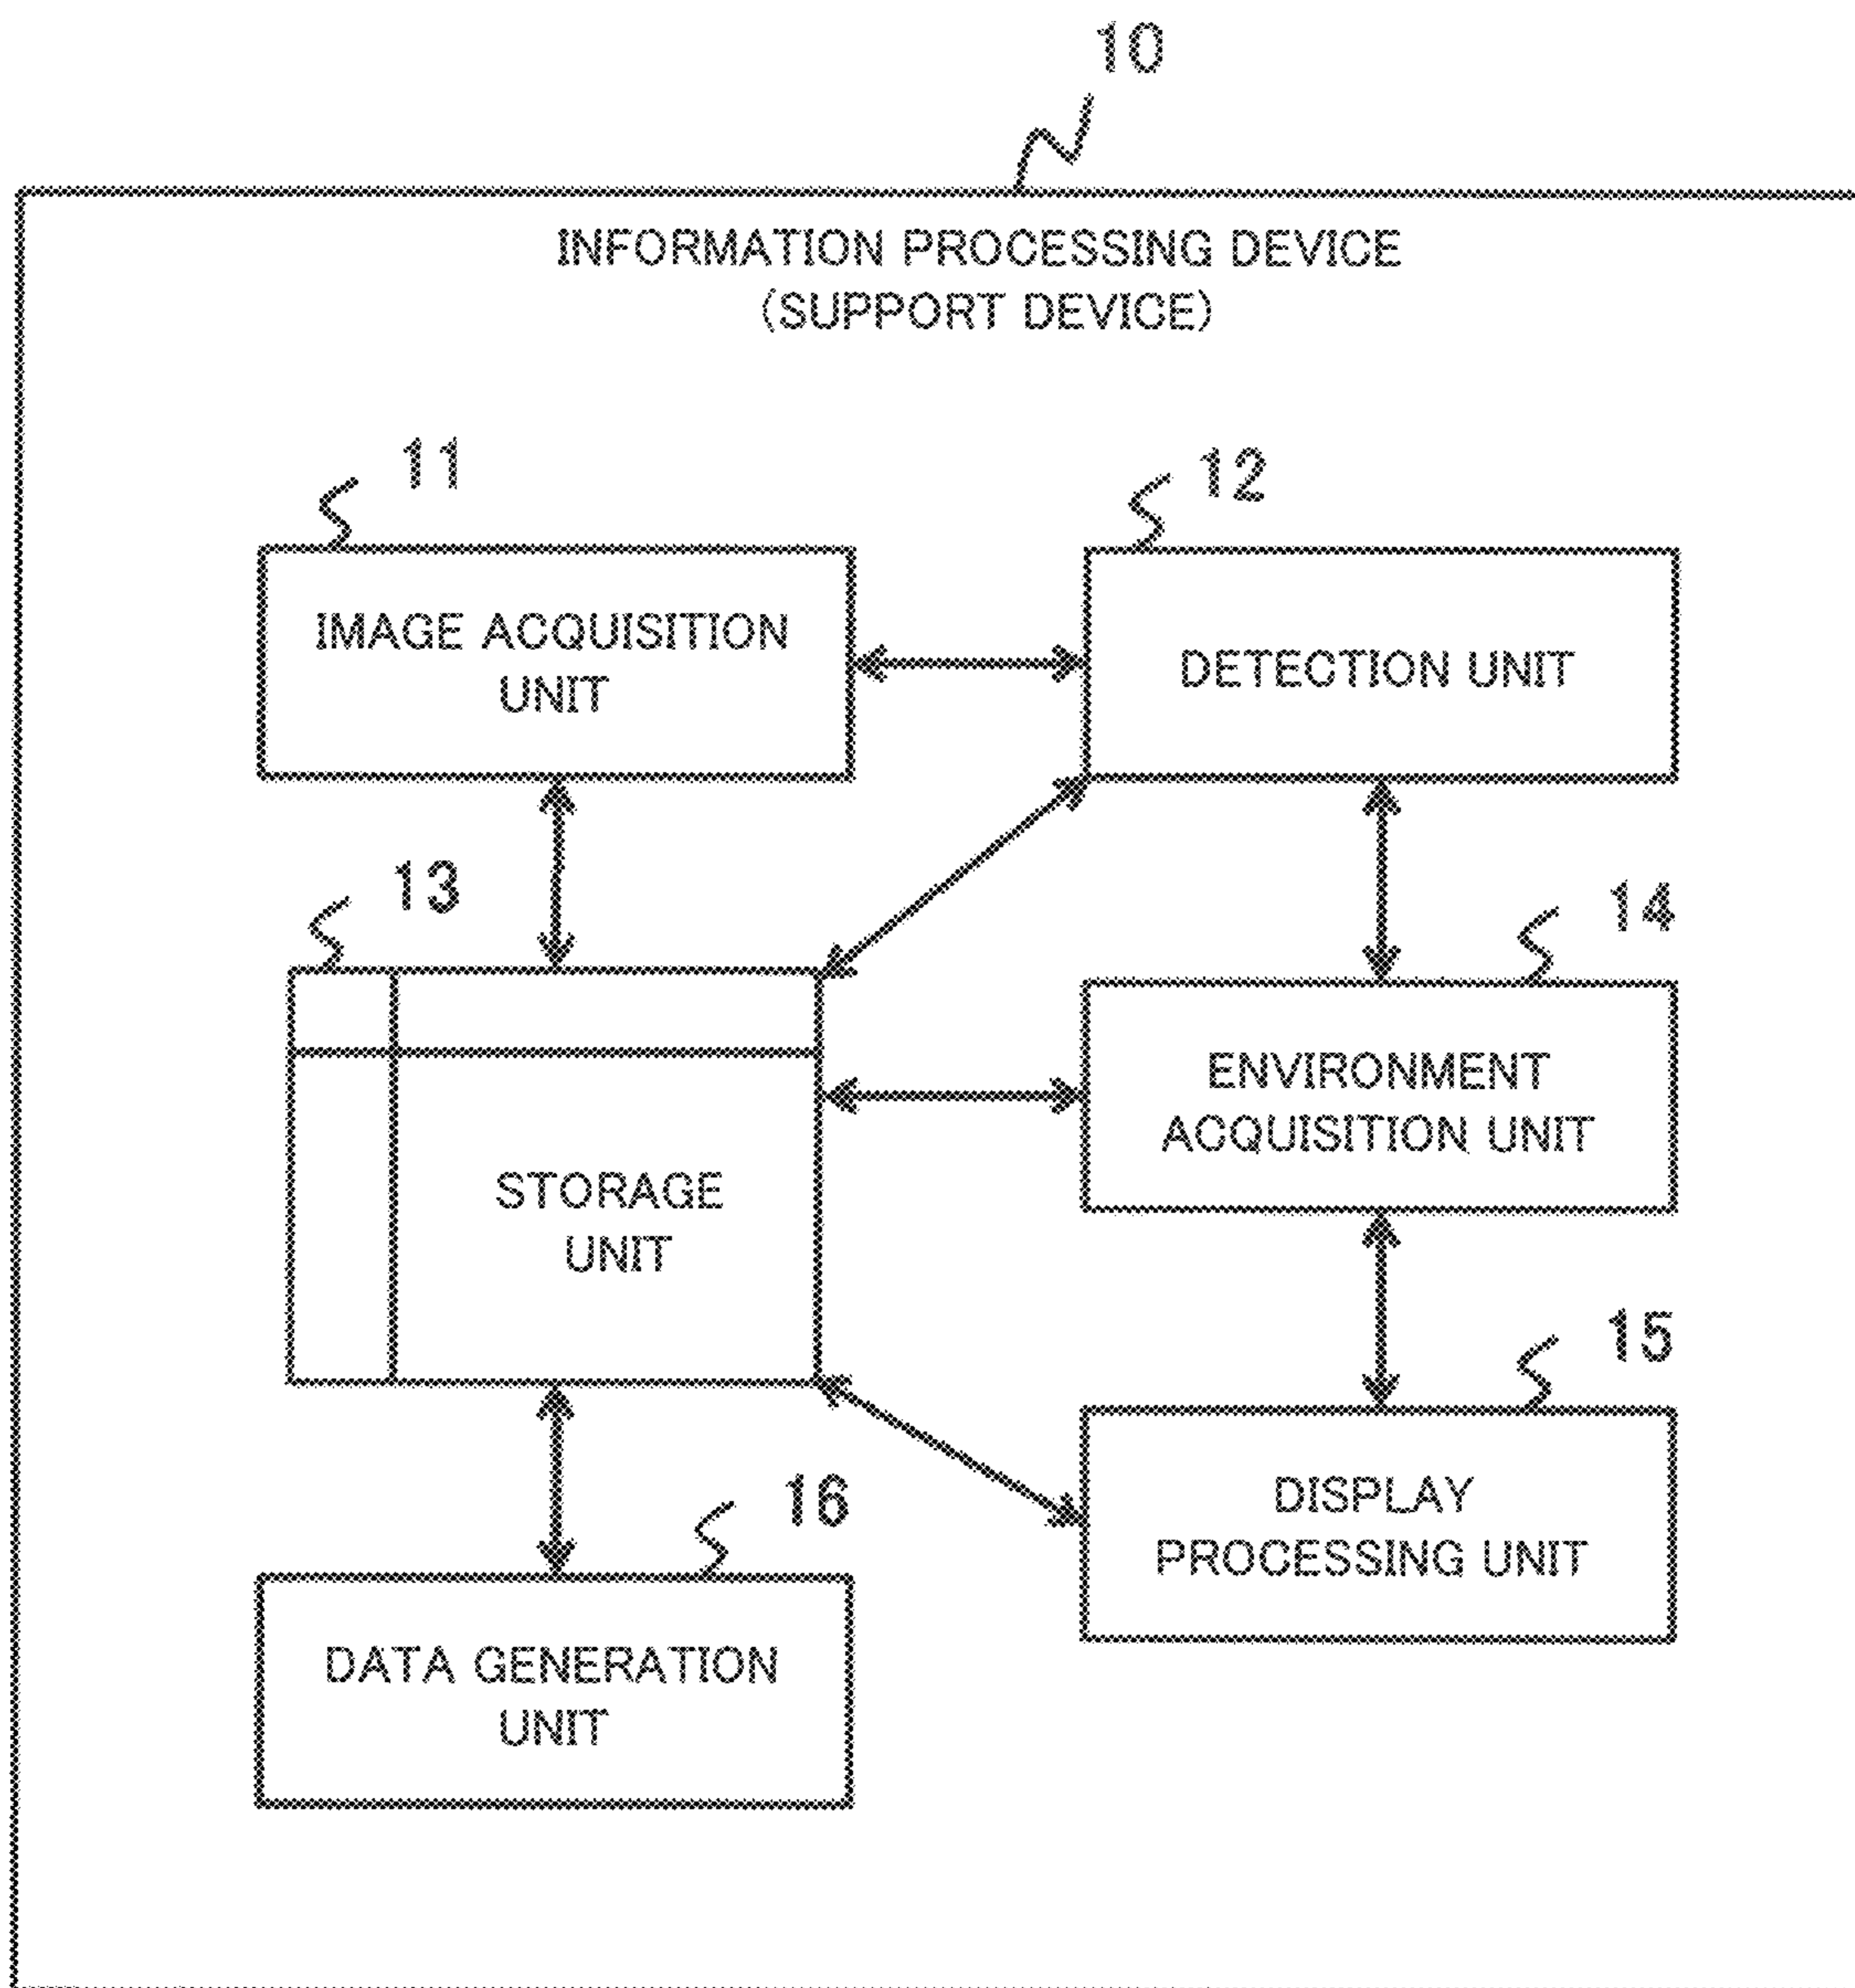 10
INFORMATION PROCESSING DEVICE
(SUPPORT DEVICE)
11
IMAGE ACQUISITION
UNIT
12
DETECTION UNIT
13
STORAGE
UNIT
14
ENVIRONMENT
ACQUISITION UNIT
15
DISPLAY
PROCESSING UNIT
16
DATA GENERATION
UNIT